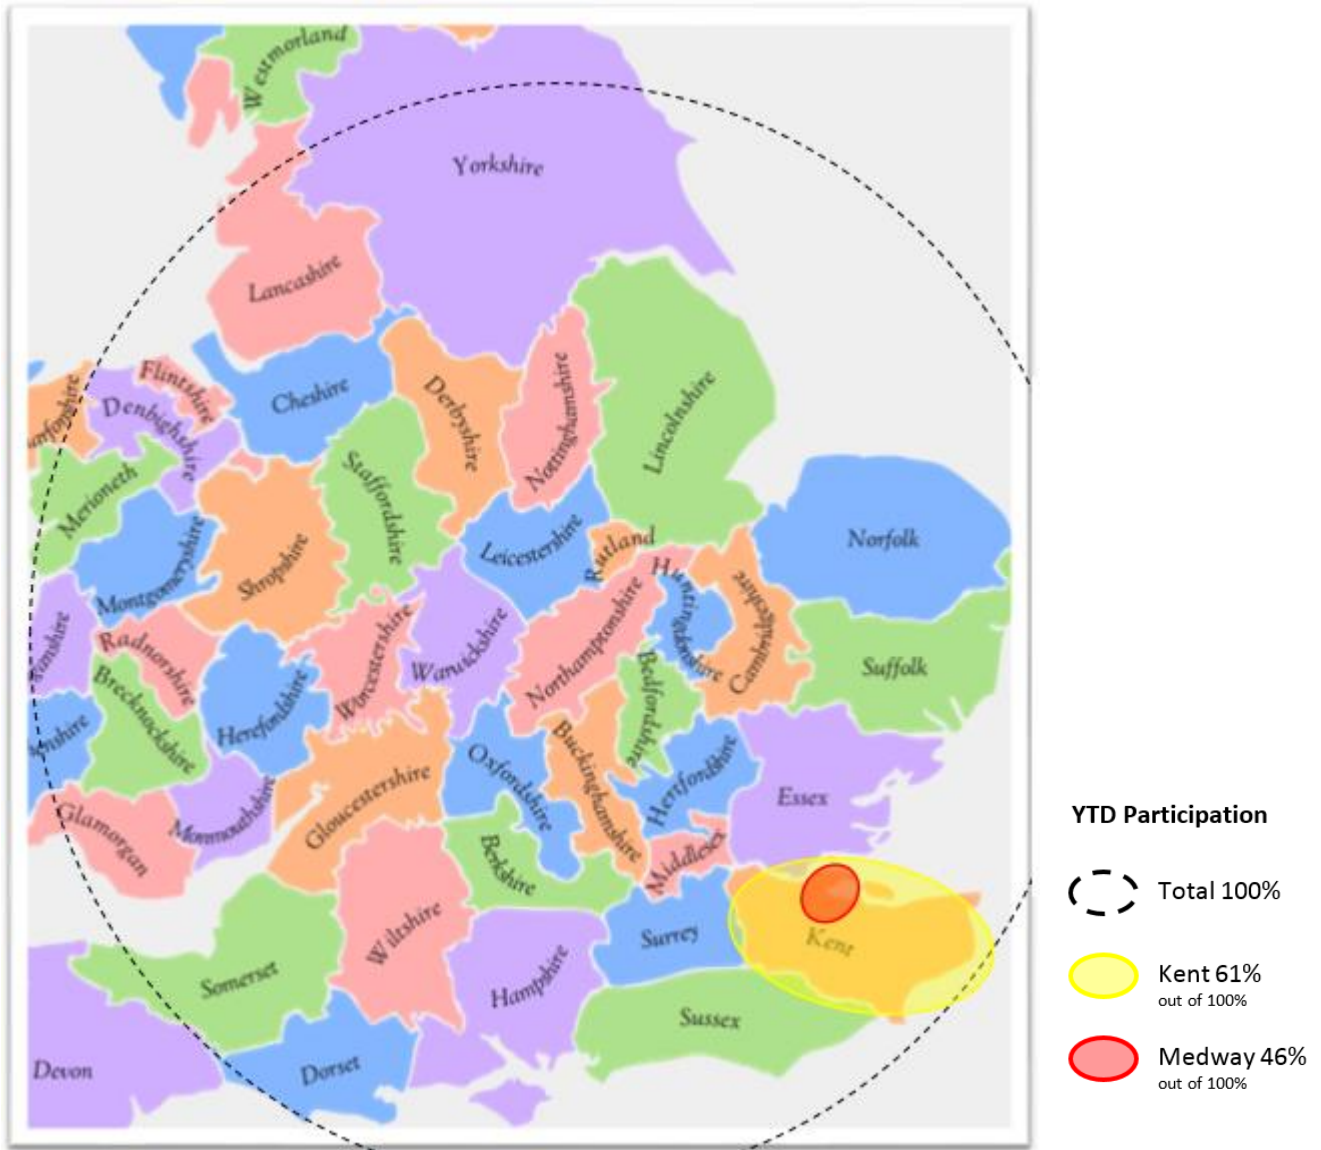 Westmorland
Yorkshire
Lancashire
Flintshire
Denbighshire
Cheshire
Derbyshire
Nottinghamshire
Lincolnshire
Merioneth
Staffordshire
Montgomeryshire
Shropshire
Leicestershire
Rutland
Norfolk
Huntingdonshire
Cambridgeshire
Radnorshire
Worcestershire
Warwickshire
Northamptonshire
Bedfordshire
Suffolk
Brecknockshire
Herefordshire
Buckinghamshire
Oxfordshire
Hertfordshire
Essex
Glamorgan
Monmouthshire
Gloucestershire
Berkshire
Middlesex
Wiltshire
Surrey
Kent
Somerset
Hampshire
Sussex
Devon
Dorset
YTD Participation
Total 100%
Kent 61%
out of 100%
Medway 46%
out of 100%